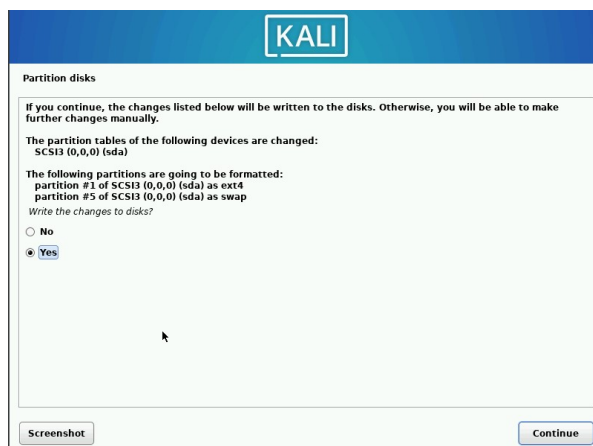 KALI
Partition disks
If you continue, the changes listed below will be written to the disks. Otherwise, you will be able to make
further changes manually.
The partition tables of the following devices are changed:
SCSI3 (0,0,0) (sda)
The following partitions are going to be formatted:
partition #1 of SCSI3 (0,0,0) (sda) as ext4
partition #5 of SCSI3 (0,0,0) (sda) as swap
Write the changes to disks?
No
Yes
Screenshot
Continue